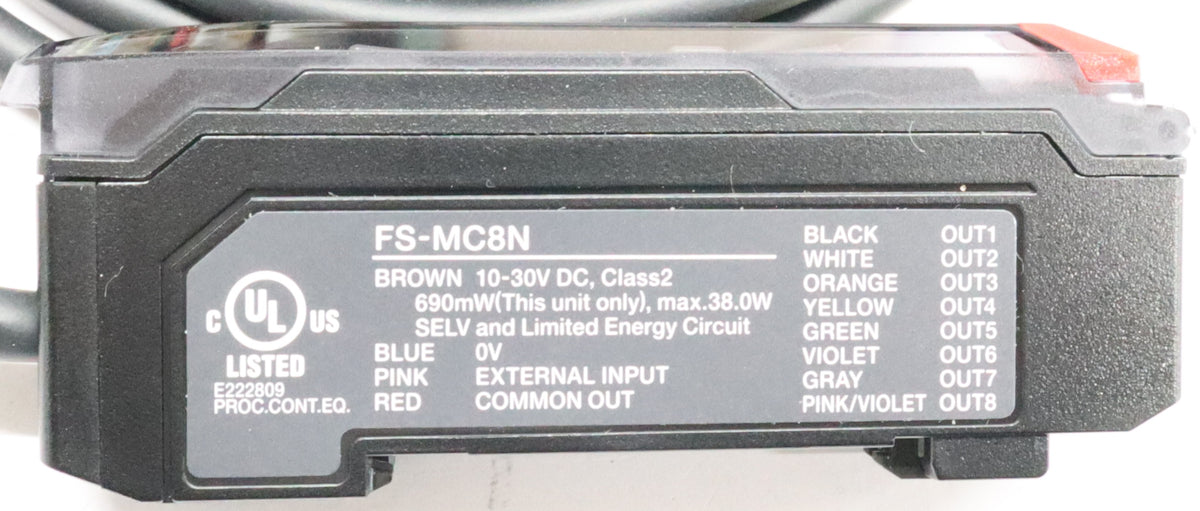 FS-MC8N
BROWN 10-30V DC, Class2
690mW(This unit only), max.38.0W
SELV and Limited Energy Circuit
BLUE 0V
PINK EXTERNAL INPUT
RED COMMON OUT
BLACK OUT1
WHITE OUT2
ORANGE OUT3
YELLOW OUT4
GREEN OUT5
VIOLET OUT6
GRAY OUT7
PINK/VIOLET OUT8
C UL US
LISTED
E222809
PROC.CONT.EQ.